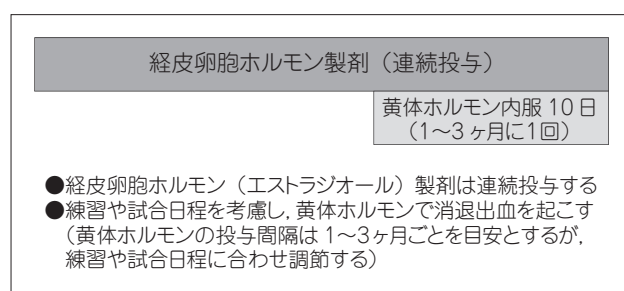 経皮卵胞ホルモン製剤（連続投与）
黄体ホルモン内服 10 日
（1～3 ヶ月に1回）
●経皮卵胞ホルモン（エストラジオール）製剤は連続投与する
●練習や試合日程を考慮し，黄体ホルモンで消退出血を起こす
（黄体ホルモンの投与間隔は 1～3ヶ月ごとを目安とするが，
練習や試合日程に合わせ調節する）